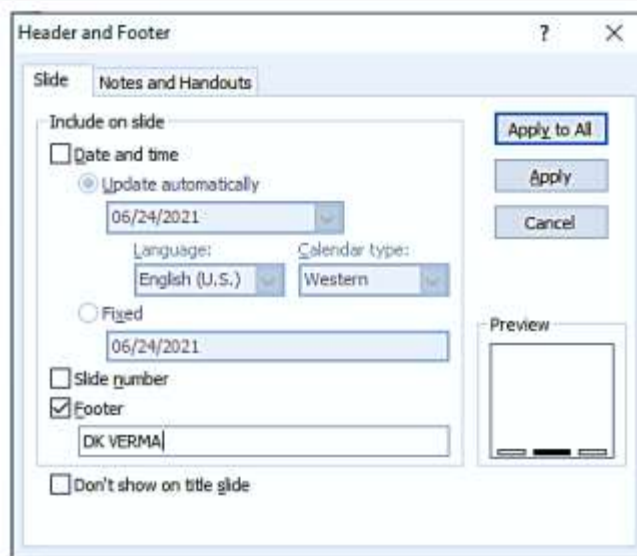 Header and Footer
Slide
Notes and Handouts
Include on slide
Date and time
Update automatically
06/24/2021
Language:
Calendar type:
English (U.S.)
Western
Fixed
06/24/2021
Slide number
Footer
DK VERMA
Don't show on title slide
Apply to All
Apply
Cancel
Preview